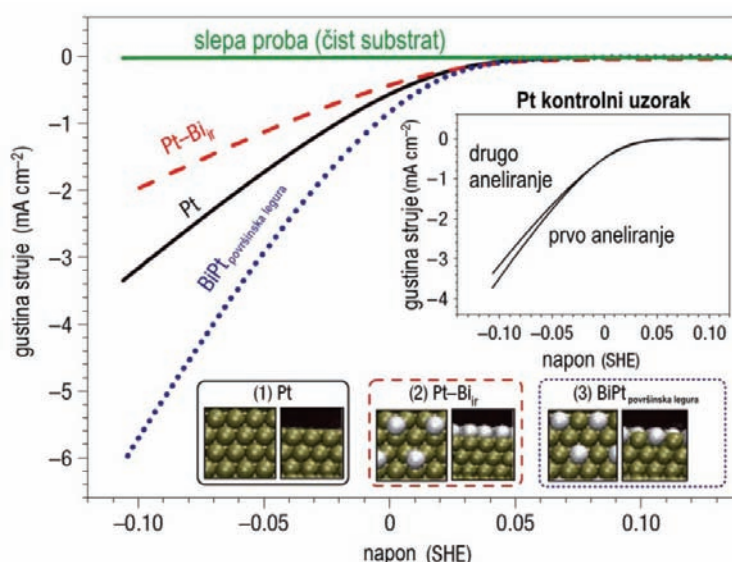 slepa proba (čist substrat)
Pt–Bi_ir
Pt
BiPt_površinska legura
gustina struje (mA cm⁻²)
0
−1
−2
−3
−4
−5
−6
−0.10
−0.05
0
0.05
0.10
napon (SHE)
Pt kontrolni uzorak
drugo
aneliranje
prvo aneliranje
gustina struje (mA cm⁻²)
0
−1
−2
−3
−4
−0.10
−0.05
0
0.05
0.10
napon (SHE)
(1) Pt
(2) Pt–Bi_ir
(3) BiPt_površinska legura